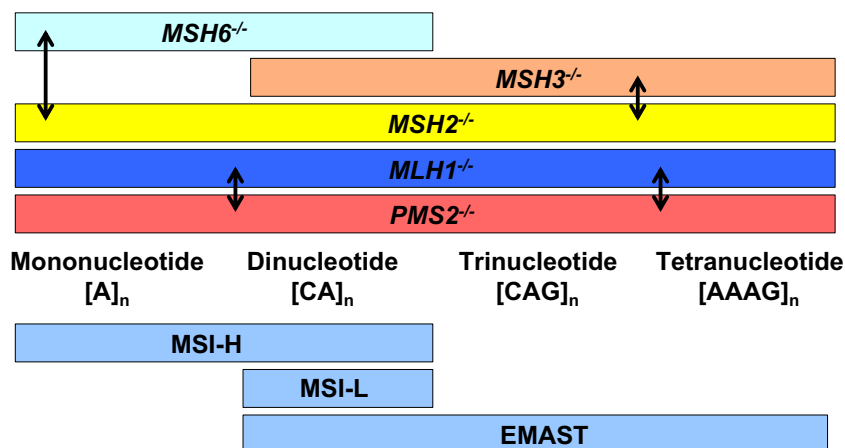 MSH6-/-
MSH3-/-
MSH2-/-
MLH1-/-
PMS2-/-
Mononucleotide Dinucleotide Trinucleotide Tetranucleotide
[A]n [CA]n [CAG]n [AAAG]n
MSI-H
MSI-L
EMAST